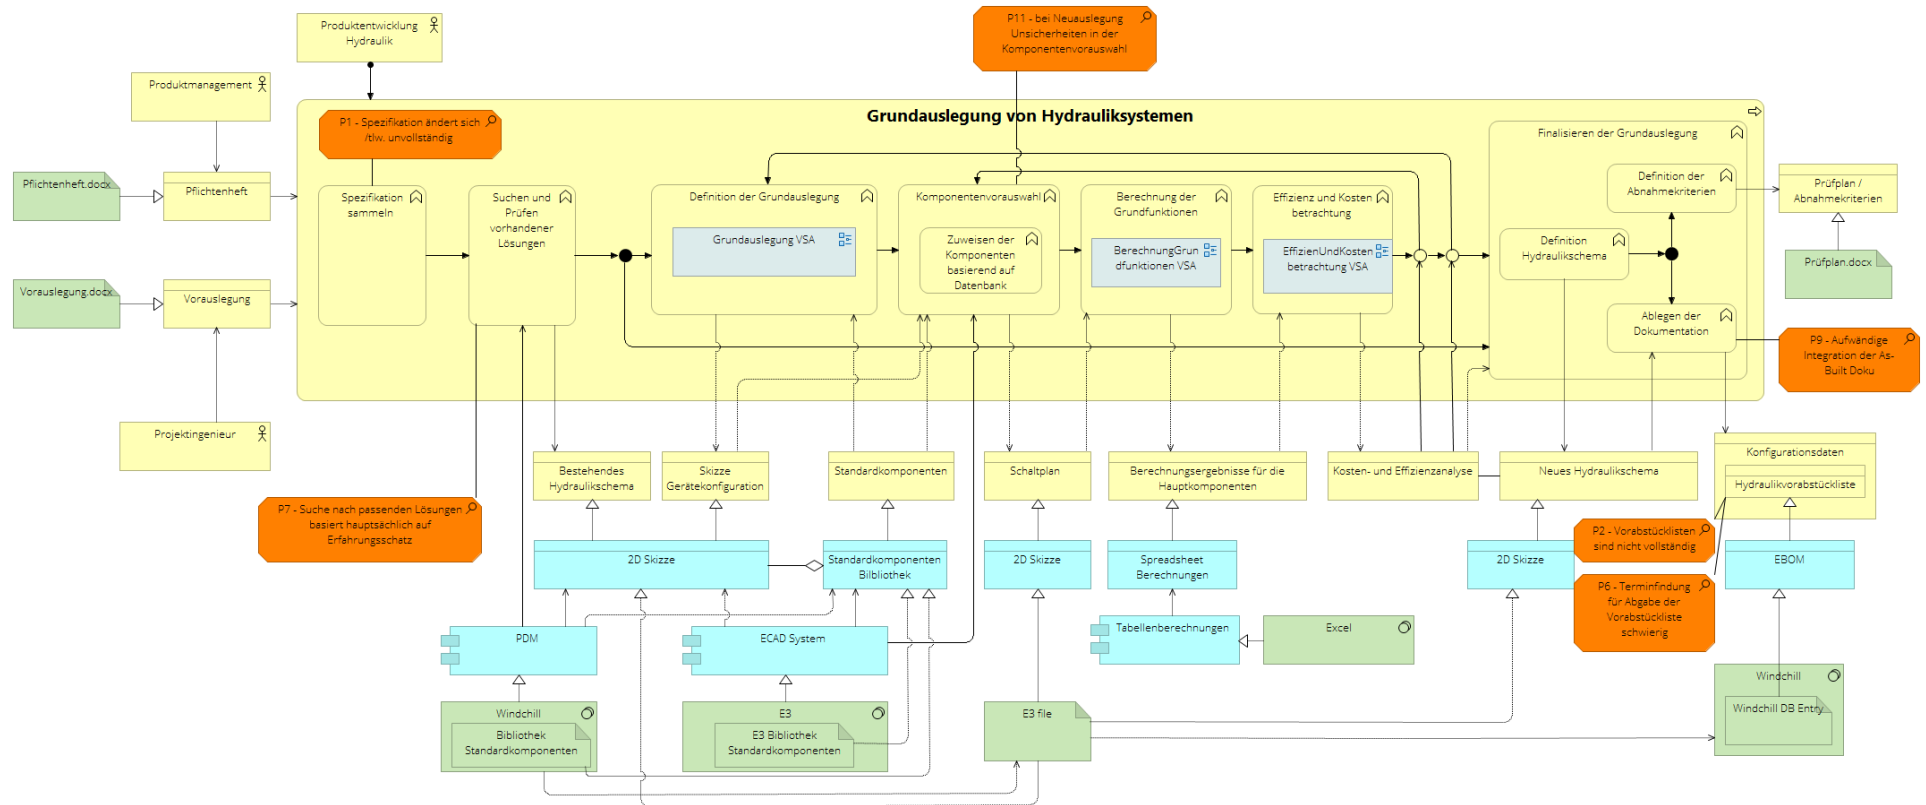 Produktentwicklung
Hydraulik
P11 - bei Neuauslegung
Unsicherheiten in der
Komponentenvorauswahl
Produktmanagement
Grundauslegung von Hydrauliksystemen
P1 - Spezifikation ändert sich
/tlw. unvollständig
Finalisieren der Grundauslegung
Pflichtenheft.docx
Pflichtenheft
Spezifikation
sammeln
Suchen und
Prüfen
vorhandener
Lösungen
Definition der Grundauslegung
Grundauslegung VSA
Komponentenvorauswahl
Zuweisen der
Komponenten
basierend auf
Datenbank
Berechnung der
Grundfunktionen
BerechnungGrun
dfunktionen VSA
Effizienz und Kosten
betrachtung
EffizienUndKosten
betrachtung VSA
Definition der
Abnahmekriterien
Definition
Hydraulikschema
Ablegen der
Dokumentation
Prüfplan /
Abnahmekriterien
Prüfplan.docx
Vorauslegung.docx
Vorauslegung
P9 - Aufwändige
Integration der As-
Built Doku
Projektingenieur
P7 - Suche nach passenden Lösungen
basiert hauptsächlich auf
Erfahrungsschatz
Bestehendes
Hydraulikschema
Skizze
Gerätekonfiguration
Standardkomponenten
Schaltplan
Berechnungsergebnisse für die
Hauptkomponenten
Kosten- und Effizienzanalyse
Neues Hydraulikschema
Konfigurationsdaten
Hydraulikvorabstückliste
P2 - Vorabstücklisten
sind nicht vollständig
2D Skizze
Standardkomponenten
Bibliothek
2D Skizze
Spreadsheet
Berechnungen
2D Skizze
EBOM
P6 - Terminfindung
für Abgabe der
Vorabstückliste
schwierig
PDM
ECAD System
Tabellenberechnungen
Excel
Windchill
Bibliothek
Standardkomponenten
E3
E3 Bibliothek
Standardkomponenten
E3 file
Windchill
Windchill DB Entry